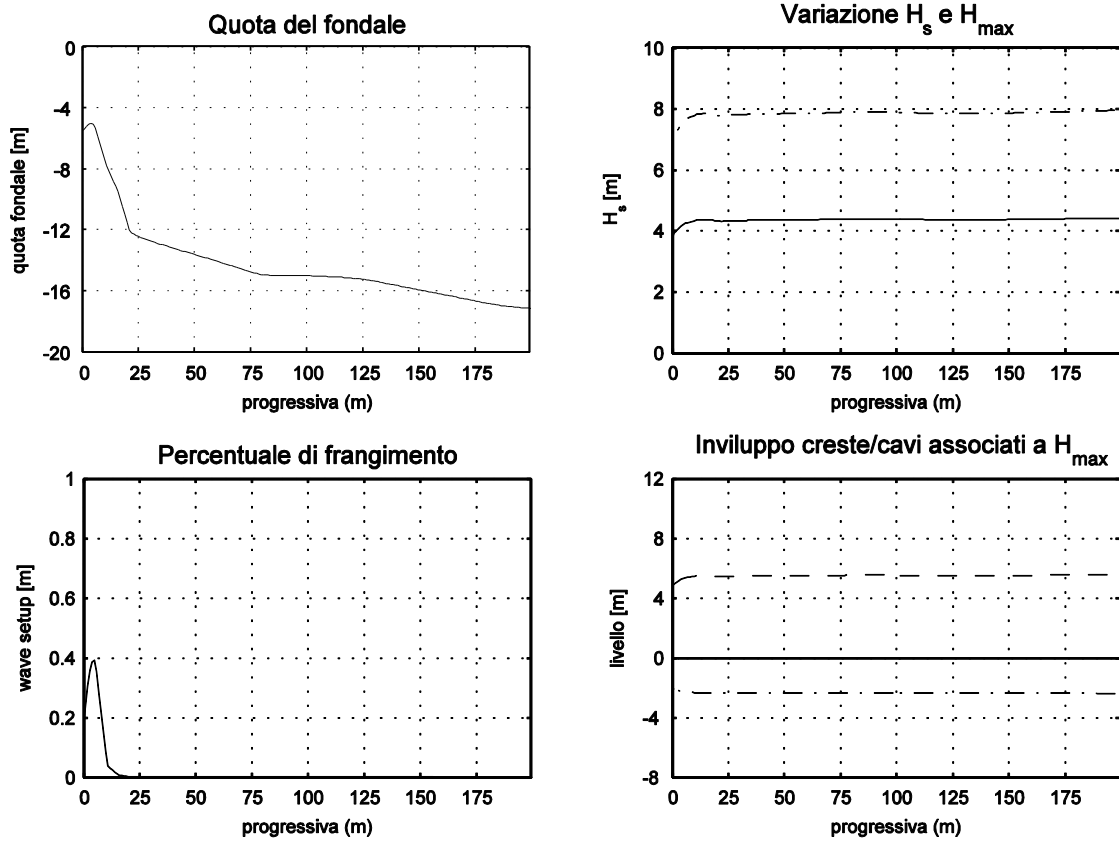 Quota del fondale
0
-4
-8
-12
-16
-20
quota fondale [m]
0 25 50 75 100 125 150 175
progressiva (m)
Variazione Hs e Hmax
10
8
6
4
2
0
Hs [m]
0 25 50 75 100 125 150 175
progressiva (m)
Percentuale di frangimento
1
0.8
0.6
0.4
0.2
0
wave setup [m]
0 25 50 75 100 125 150 175
progressiva (m)
Inviluppo creste/cavi associati a Hmax
12
8
4
0
-4
-8
livello [m]
0 25 50 75 100 125 150 175
progressiva (m)